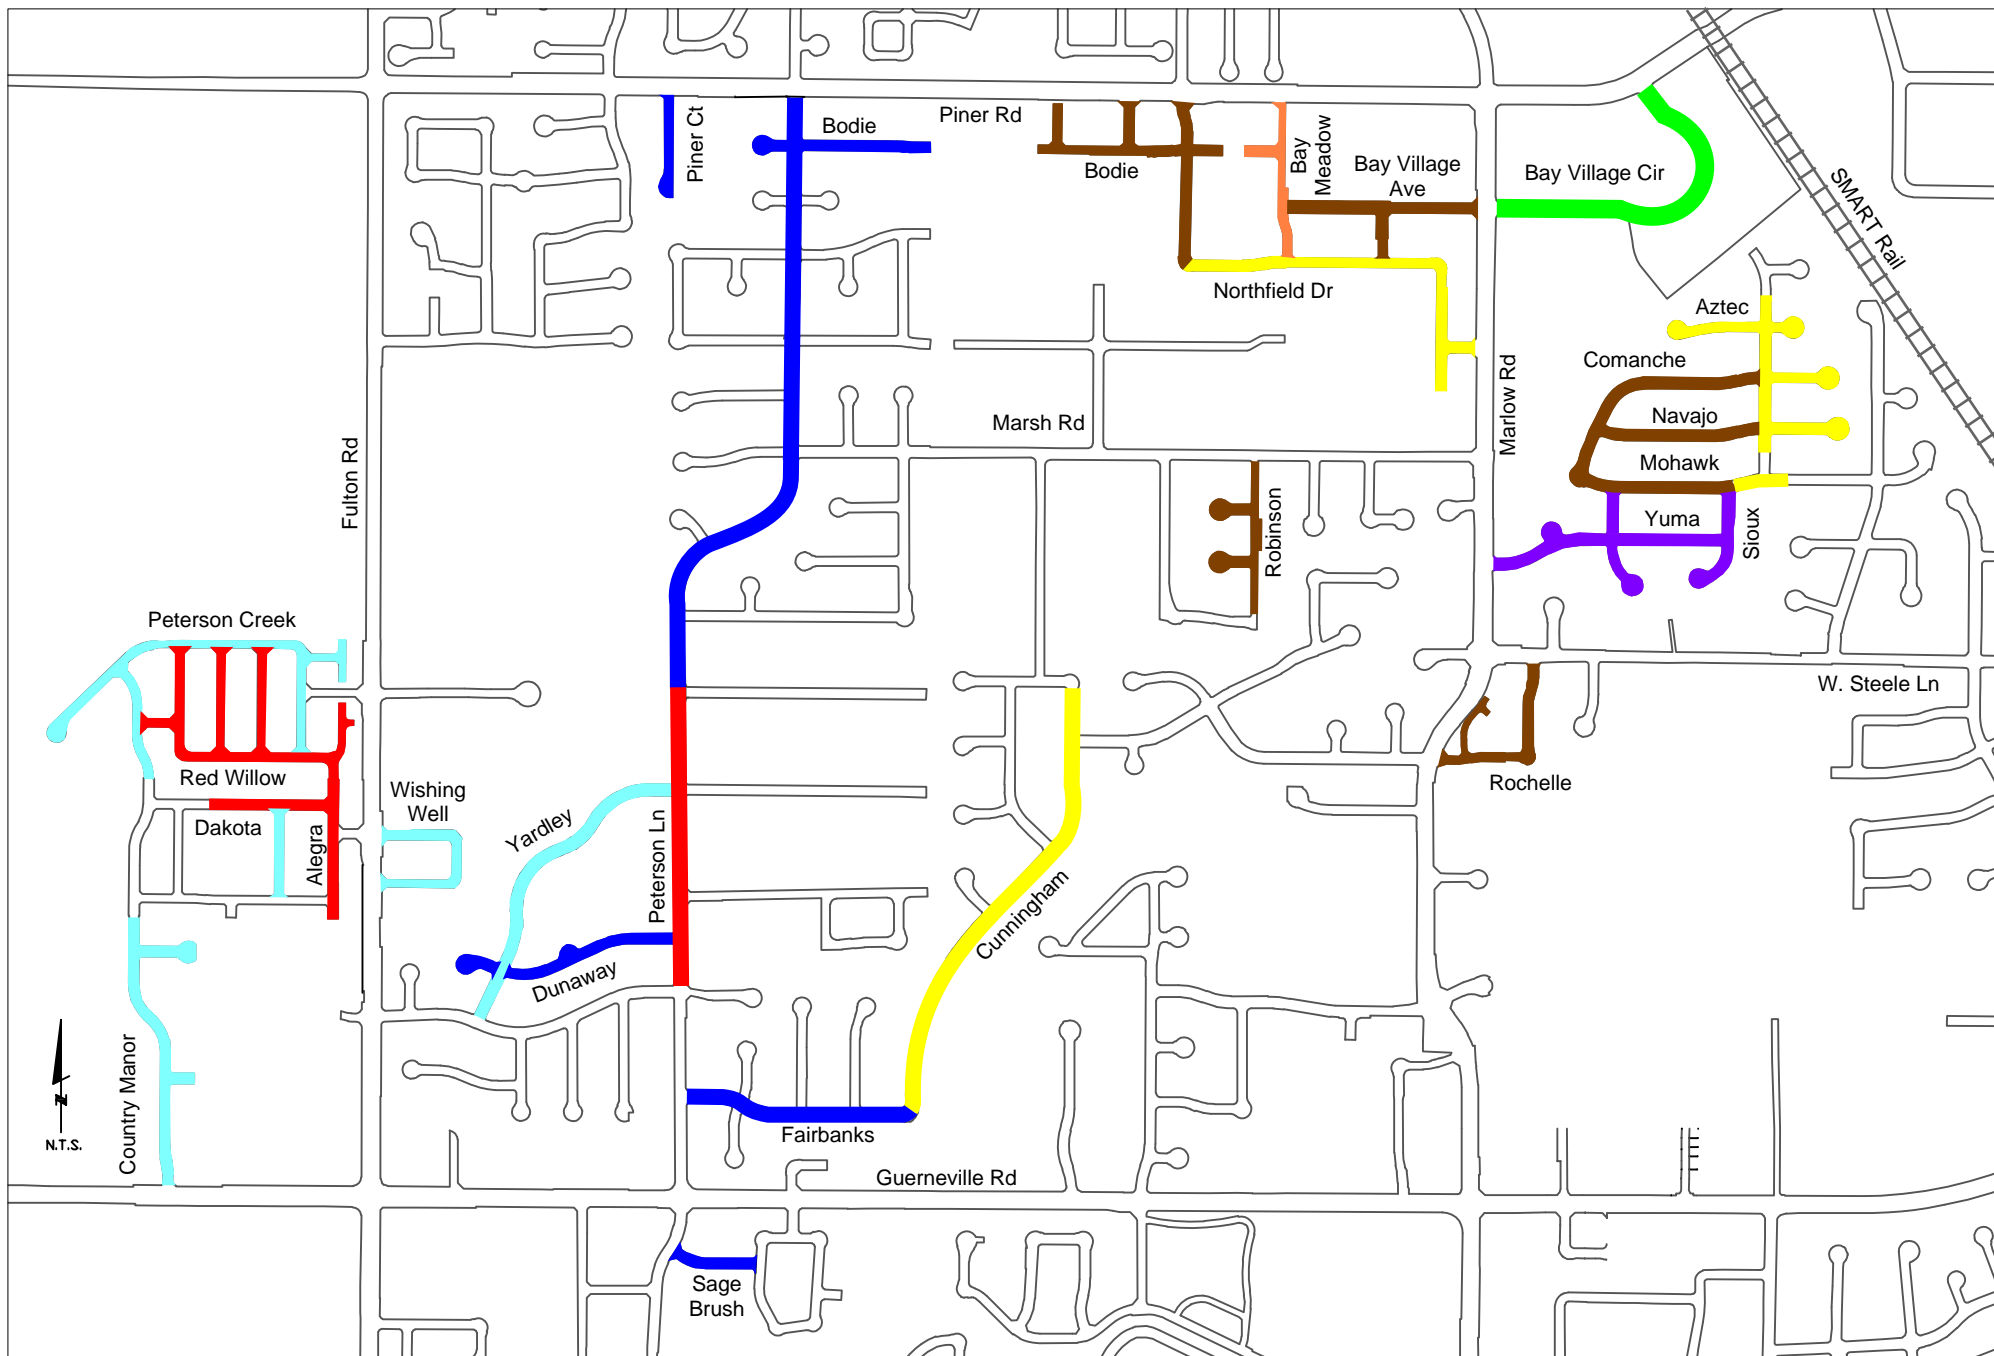 Piner Ct
Bodie
Piner Rd
Bodie
Bay
Meadow
Bay Village
Ave
Bay Village Cir
SMART Rail
Northfield Dr
Aztec
Comanche
Navajo
Mohawk
Marlow Rd
Marsh Rd
Fulton Rd
Robinson
Yuma
Sioux
Peterson Creek
W. Steele Ln
Red Willow
Wishing
Well
Rochelle
Dakota
Alegra
Yardley
Peterson Ln
Cunningham
Dunaway
Country Manor
N
N.T.S.
Fairbanks
Guerneville Rd
Sage
Brush